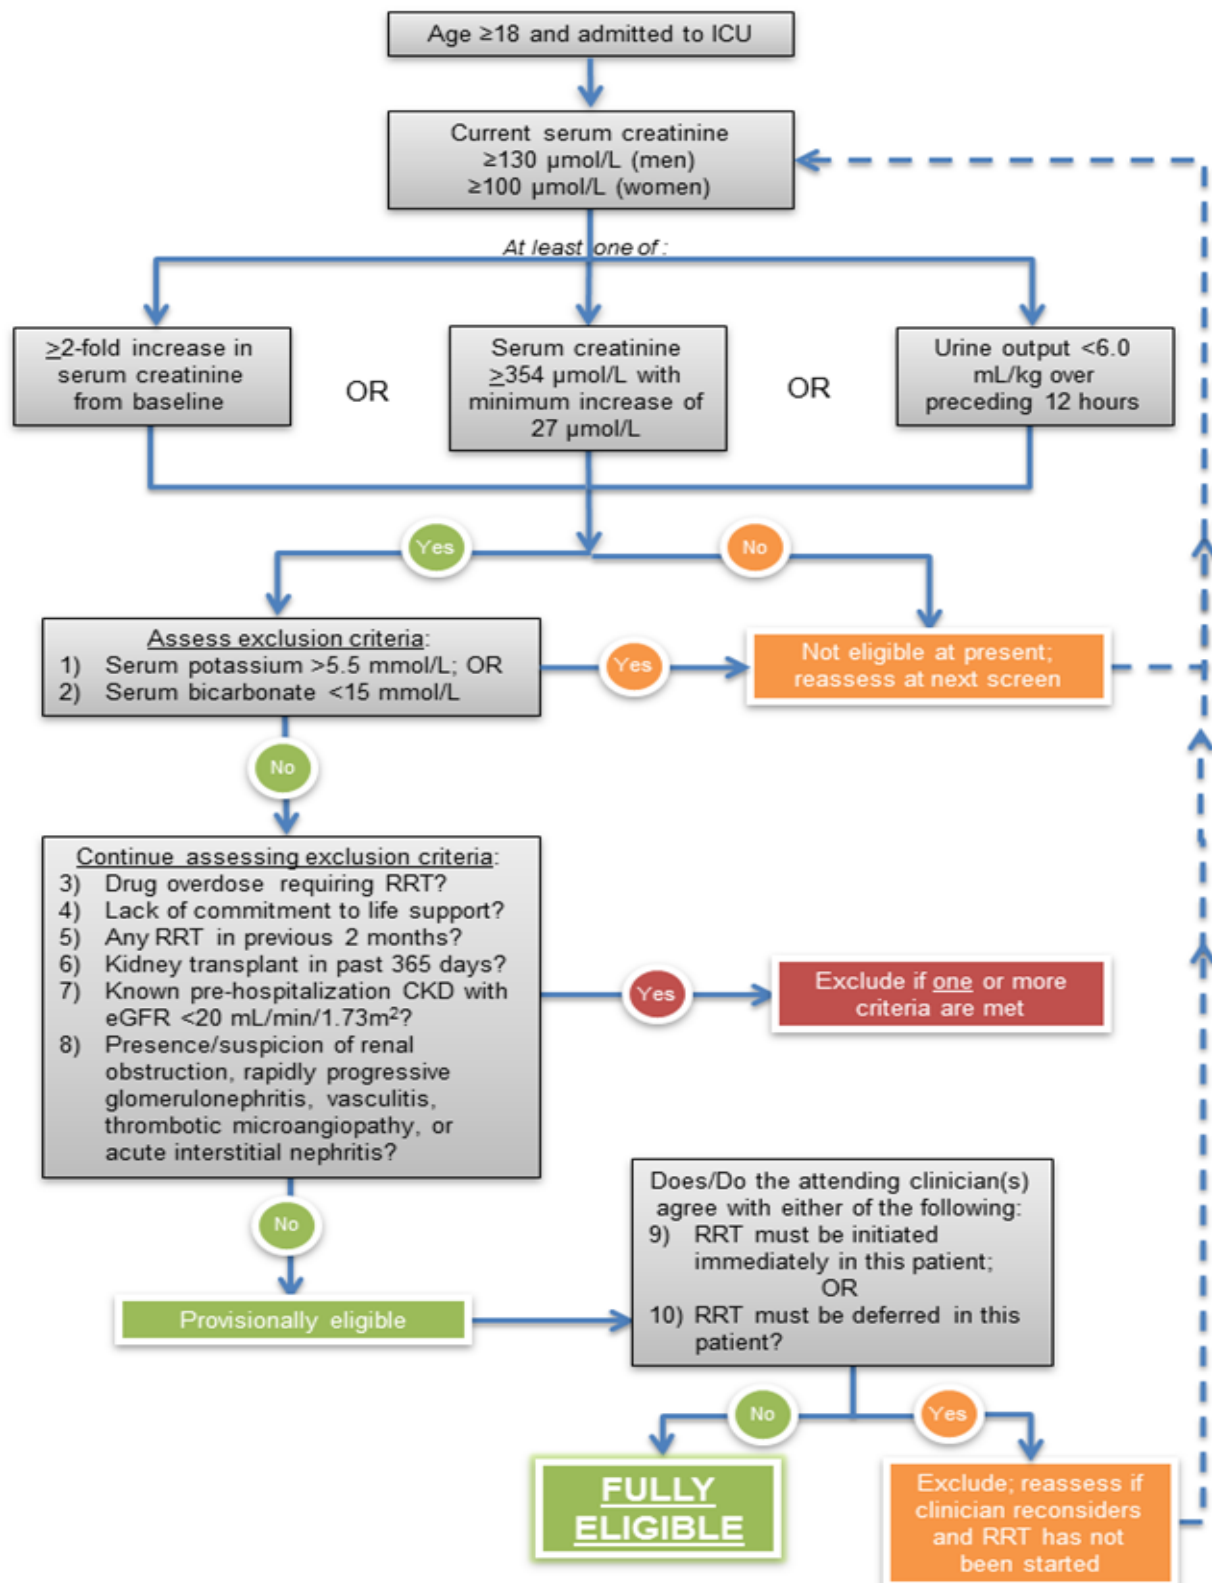 Age ≥18 and admitted to ICU
Current serum creatinine
≥130 µmol/L (men)
≥100 µmol/L (women)
At least one of :
≥2-fold increase in
serum creatinine
from baseline
OR
Serum creatinine
≥354 µmol/L with
minimum increase of
27 µmol/L
OR
Urine output <6.0
mL/kg over
preceding 12 hours
Yes
No
Assess exclusion criteria:
1) Serum potassium >5.5 mmol/L; OR
2) Serum bicarbonate <15 mmol/L
Yes
Not eligible at present;
reassess at next screen
No
Continue assessing exclusion criteria:
3) Drug overdose requiring RRT?
4) Lack of commitment to life support?
5) Any RRT in previous 2 months?
6) Kidney transplant in past 365 days?
7) Known pre-hospitalization CKD with
eGFR <20 mL/min/1.73m²?
8) Presence/suspicion of renal
obstruction, rapidly progressive
glomerulonephritis, vasculitis,
thrombotic microangiopathy, or
acute interstitial nephritis?
Yes
Exclude if one or more
criteria are met
No
Provisionally eligible
Does/Do the attending clinician(s)
agree with either of the following:
9) RRT must be initiated
immediately in this patient;
OR
10) RRT must be deferred in this
patient?
No
Yes
FULLY
ELIGIBLE
Exclude; reassess if
clinician reconsiders
and RRT has not
been started